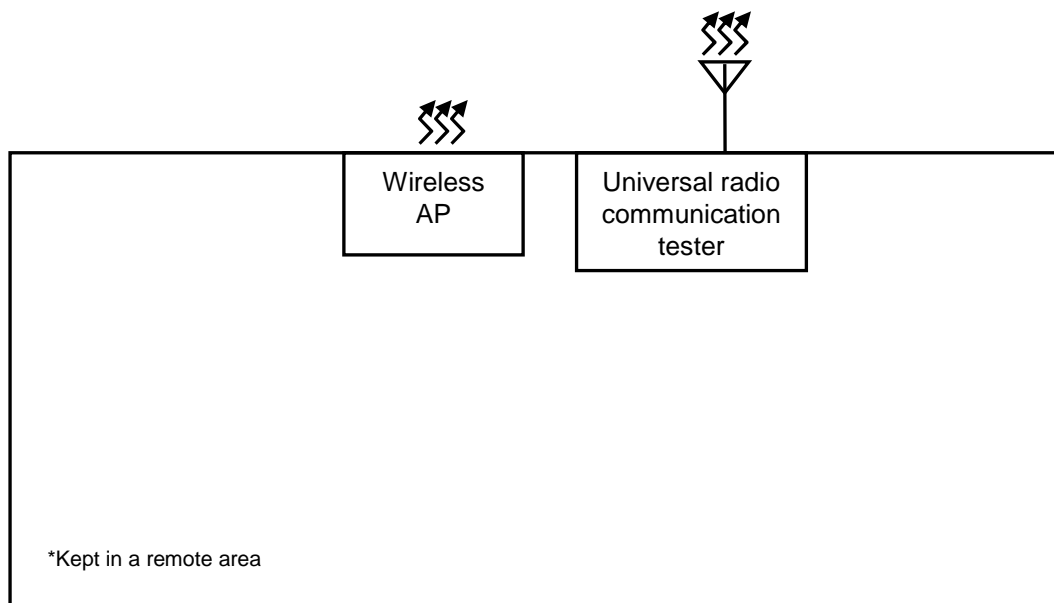 Wireless
AP
Universal radio
communication
tester
*Kept in a remote area